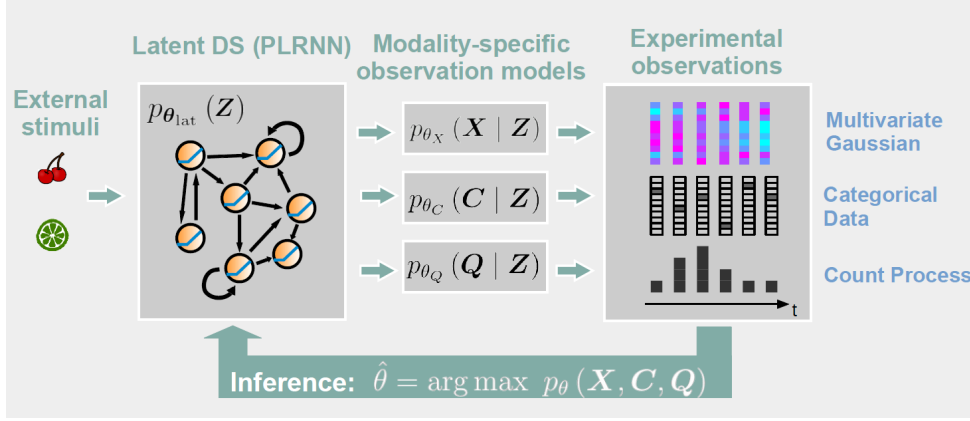 Latent DS (PLRNN)
Modality-specific
observation models
Experimental
observations
External
stimuli
p_{θ_lat} (Z)
p_{θ_X} (X | Z)
p_{θ_C} (C | Z)
p_{θ_Q} (Q | Z)
Multivariate
Gaussian
Categorical
Data
Count Process
t
Inference: θ̂ = arg max p_θ (X, C, Q)